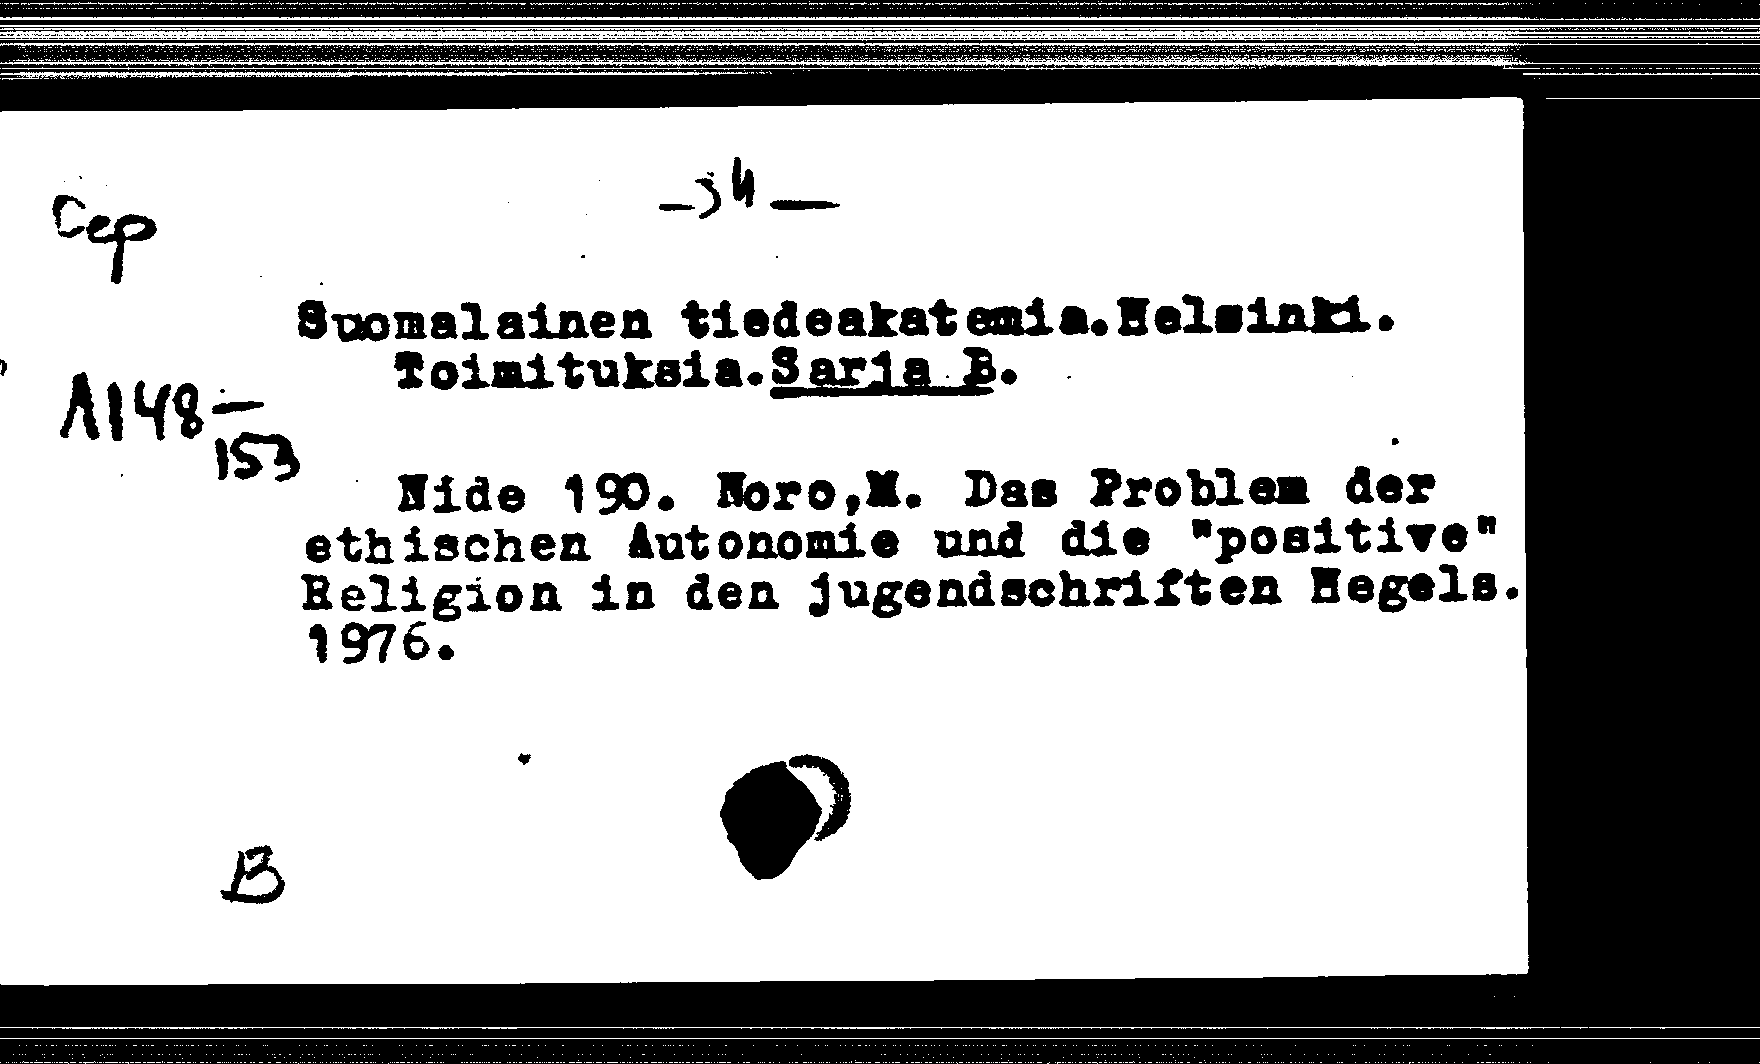 Сер
-34-
Suomalainen tiedeakatemia.Helsinki.
Toimituksia.Sarja B.
Л148-
153
Nide 190. Noro,M. Das Problem der
ethischen Autonomie und die "positive"
Religion in den jugendschriften Hegels.
1976.
В